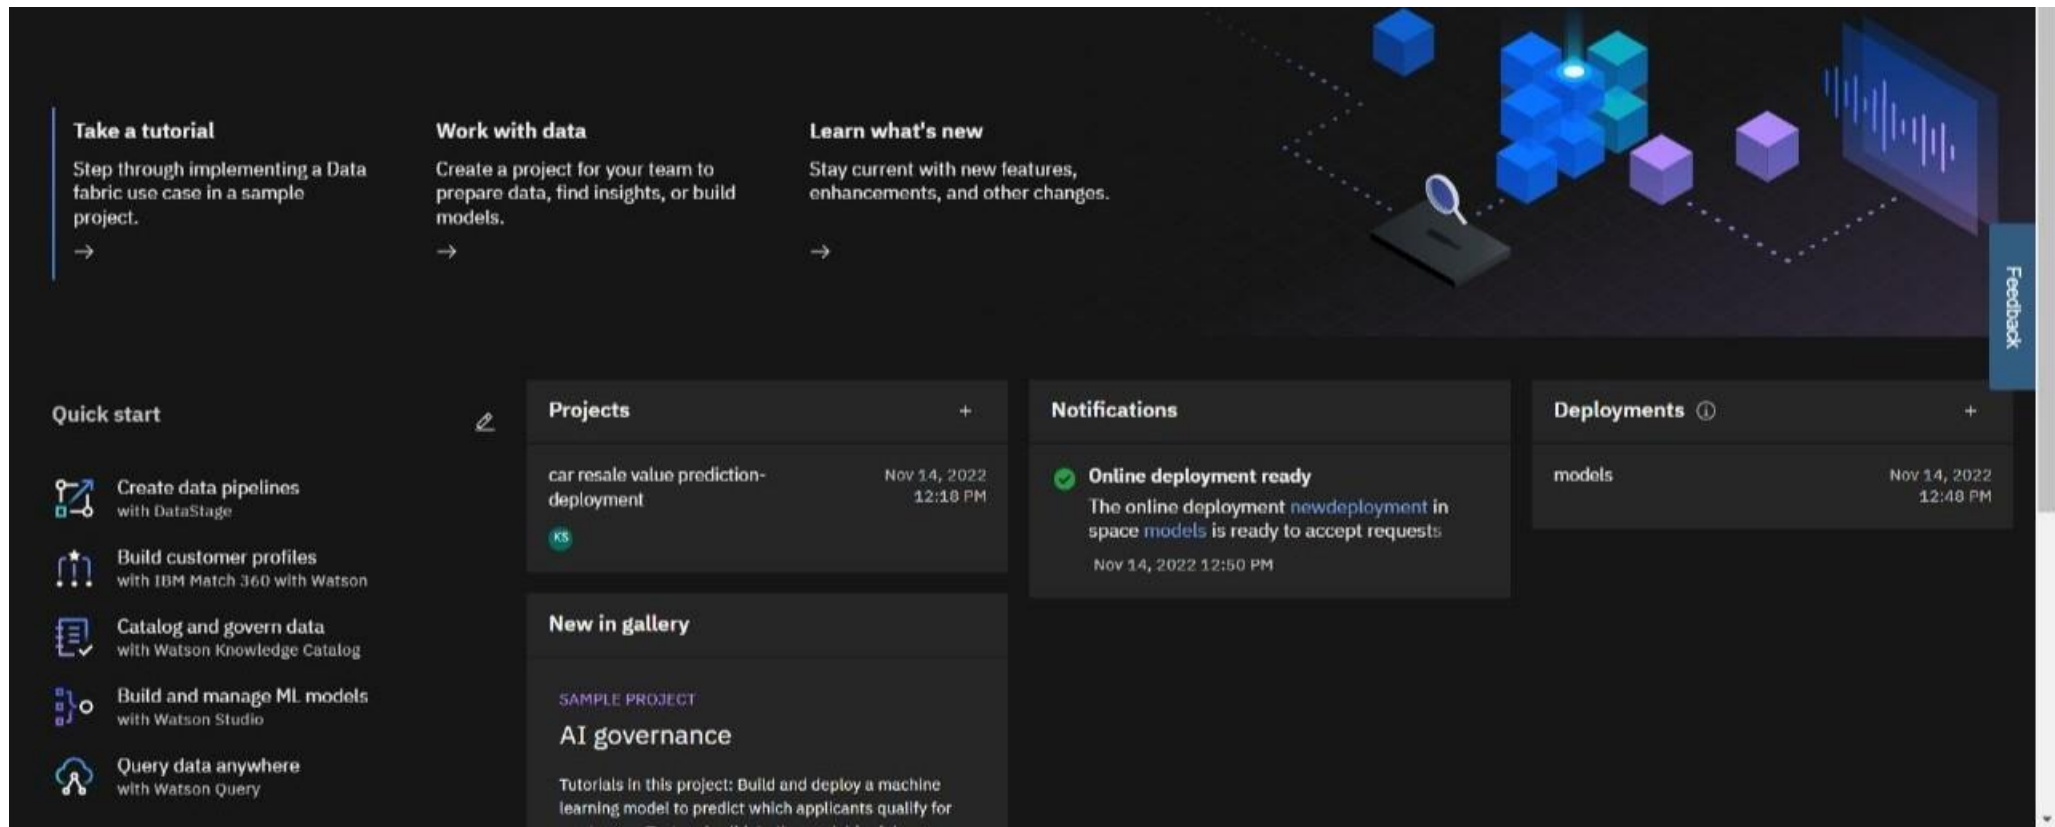 Take a tutorial
Step through implementing a Data
fabric use case in a sample
project.
Work with data
Create a project for your team to
prepare data, find insights, or build
models.
Learn what's new
Stay current with new features,
enhancements, and other changes.
Feedback
Quick start
Create data pipelines
with DataStage
Build customer profiles
with IBM Match 360 with Watson
Catalog and govern data
with Watson Knowledge Catalog
Build and manage ML models
with Watson Studio
Query data anywhere
with Watson Query
Projects
car resale value prediction-
deployment
Nov 14, 2022
12:18 PM
KS
New in gallery
SAMPLE PROJECT
AI governance
Tutorials in this project: Build and deploy a machine
learning model to predict which applicants qualify for
Notifications
Online deployment ready
The online deployment newdeployment in
space models is ready to accept requests
Nov 14, 2022 12:50 PM
Deployments
models
Nov 14, 2022
12:48 PM